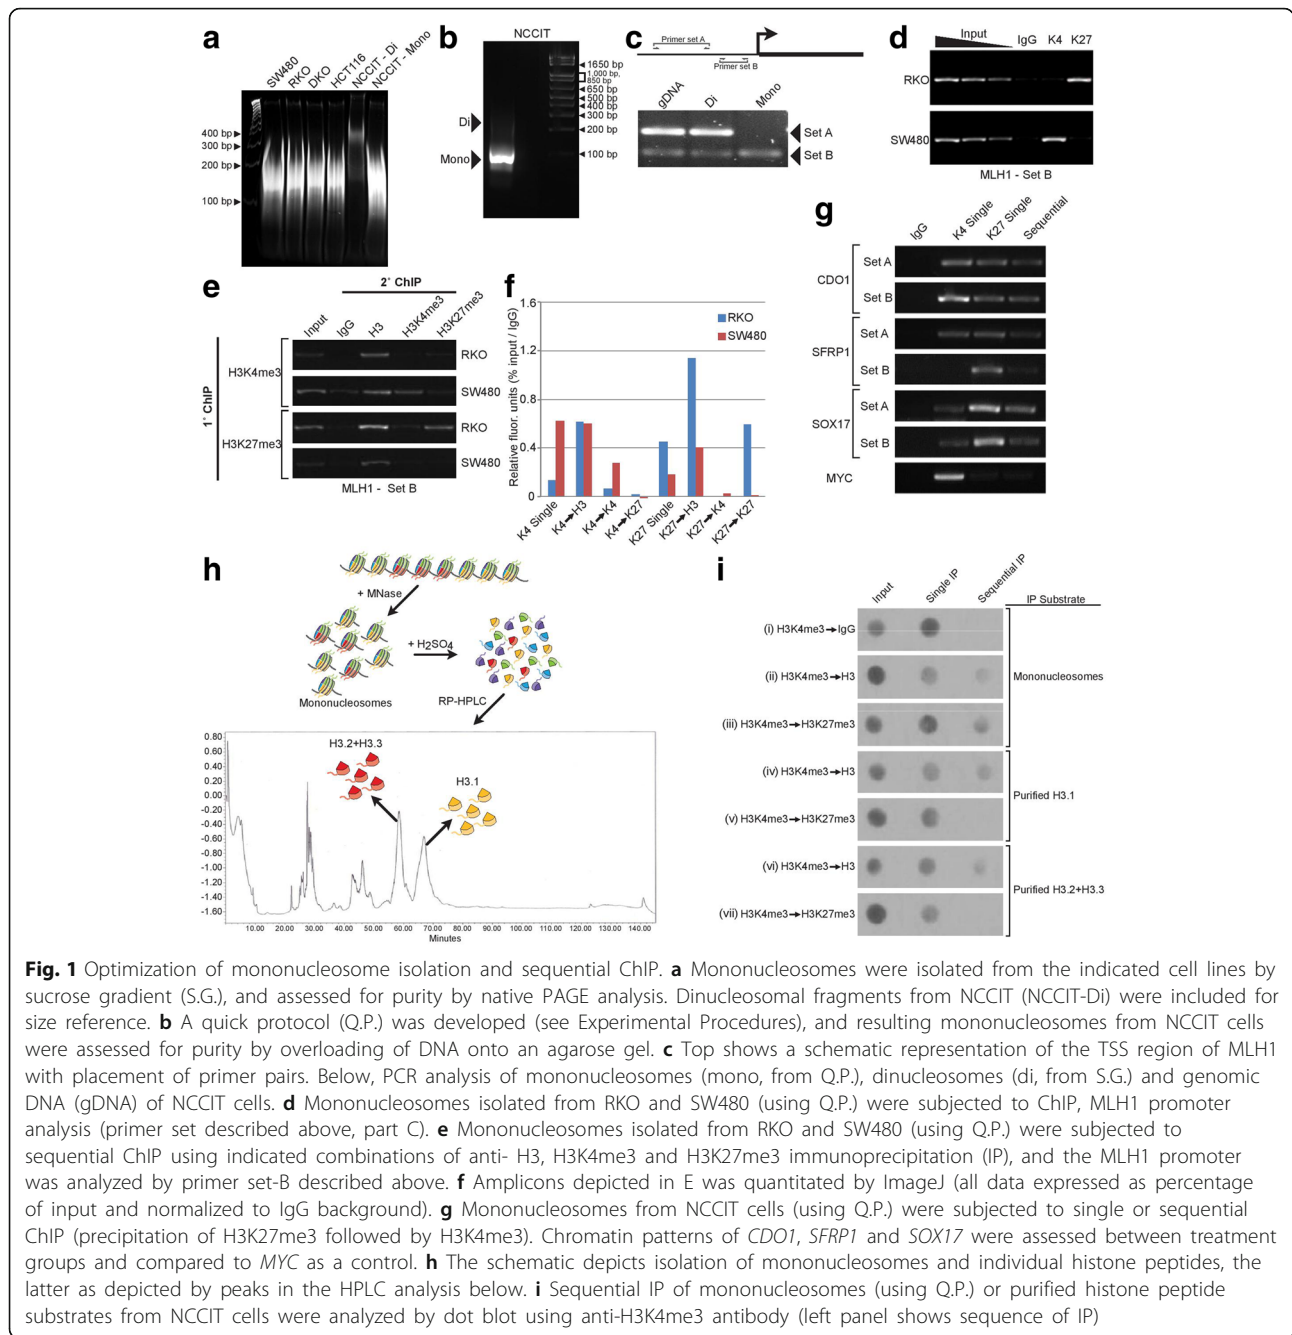 a
SW480
RKO
DKO
HCT116
NCCIT - Di
NCCIT - Mono
400 bp
300 bp
200 bp
100 bp
b
NCCIT
Di
Mono
1650 bp
1,000 bp,
850 bp
650 bp
500 bp
400 bp
300 bp
200 bp
100 bp
c
Primer set A
Primer set B
gDNA
Di
Mono
Set A
Set B
d
Input
IgG
K4
K27
RKO
SW480
MLH1 - Set B
e
2˚ ChIP
Input
IgG
H3
H3K4me3
H3K27me3
1˚ ChIP
H3K4me3
H3K27me3
RKO
SW480
RKO
SW480
MLH1 - Set B
f
Relative fluor. units (% input / IgG)
1.6
1.2
0.8
0.4
0
RKO
SW480
K4 Single
K4→H3
K4→K4
K4→K27
K27 Single
K27→H3
K27→K4
K27→K27
g
IgG
K4 Single
K27 Single
Sequential
CDO1
Set A
Set B
SFRP1
Set A
Set B
SOX17
Set A
Set B
MYC
h
+ MNase
+ H2SO4
Mononucleosomes
RP-HPLC
H3.2+H3.3
H3.1
0.80
0.60
0.40
0.20
0.00
-0.20
-0.40
-0.60
-0.80
-1.00
-1.20
-1.40
-1.60
10.00 20.00 30.00 40.00 50.00 60.00 70.00 80.00 90.00 100.00 110.00 120.00 130.00 140.00
Minutes
i
Input
Single IP
Sequential IP
IP Substrate
(i) H3K4me3→IgG
(ii) H3K4me3→H3
(iii) H3K4me3→H3K27me3
(iv) H3K4me3→H3
(v) H3K4me3→H3K27me3
(vi) H3K4me3→H3
(vii) H3K4me3→H3K27me3
Mononucleosomes
Purified H3.1
Purified H3.2+H3.3
Fig. 1 Optimization of mononucleosome isolation and sequential ChIP. a Mononucleosomes were isolated from the indicated cell lines by
sucrose gradient (S.G.), and assessed for purity by native PAGE analysis. Dinucleosomal fragments from NCCIT (NCCIT-Di) were included for
size reference. b A quick protocol (Q.P.) was developed (see Experimental Procedures), and resulting mononucleosomes from NCCIT cells
were assessed for purity by overloading of DNA onto an agarose gel. c Top shows a schematic representation of the TSS region of MLH1
with placement of primer pairs. Below, PCR analysis of mononucleosomes (mono, from Q.P.), dinucleosomes (di, from S.G.) and genomic
DNA (gDNA) of NCCIT cells. d Mononucleosomes isolated from RKO and SW480 (using Q.P.) were subjected to ChIP, MLH1 promoter
analysis (primer set described above, part C). e Mononucleosomes isolated from RKO and SW480 (using Q.P.) were subjected to
sequential ChIP using indicated combinations of anti- H3, H3K4me3 and H3K27me3 immunoprecipitation (IP), and the MLH1 promoter
was analyzed by primer set-B described above. f Amplicons depicted in E was quantitated by ImageJ (all data expressed as percentage
of input and normalized to IgG background). g Mononucleosomes from NCCIT cells (using Q.P.) were subjected to single or sequential
ChIP (precipitation of H3K27me3 followed by H3K4me3). Chromatin patterns of CDO1, SFRP1 and SOX17 were assessed between treatment
groups and compared to MYC as a control. h The schematic depicts isolation of mononucleosomes and individual histone peptides, the
latter as depicted by peaks in the HPLC analysis below. i Sequential IP of mononucleosomes (using Q.P.) or purified histone peptide
substrates from NCCIT cells were analyzed by dot blot using anti-H3K4me3 antibody (left panel shows sequence of IP)